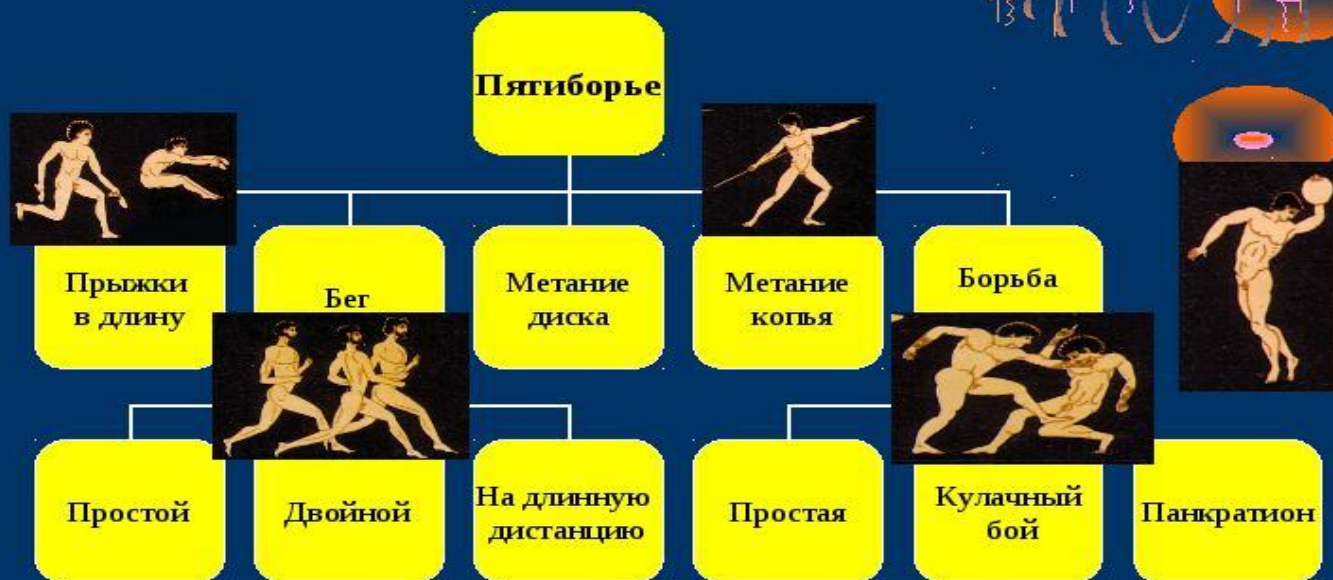 Пятиборье
Прыжки
в длину
Бег
Метание
диска
Метание
копья
Борьба
Простой
Двойной
На длинную
дистанцию
Простая
Кулачный
бой
Панкратион